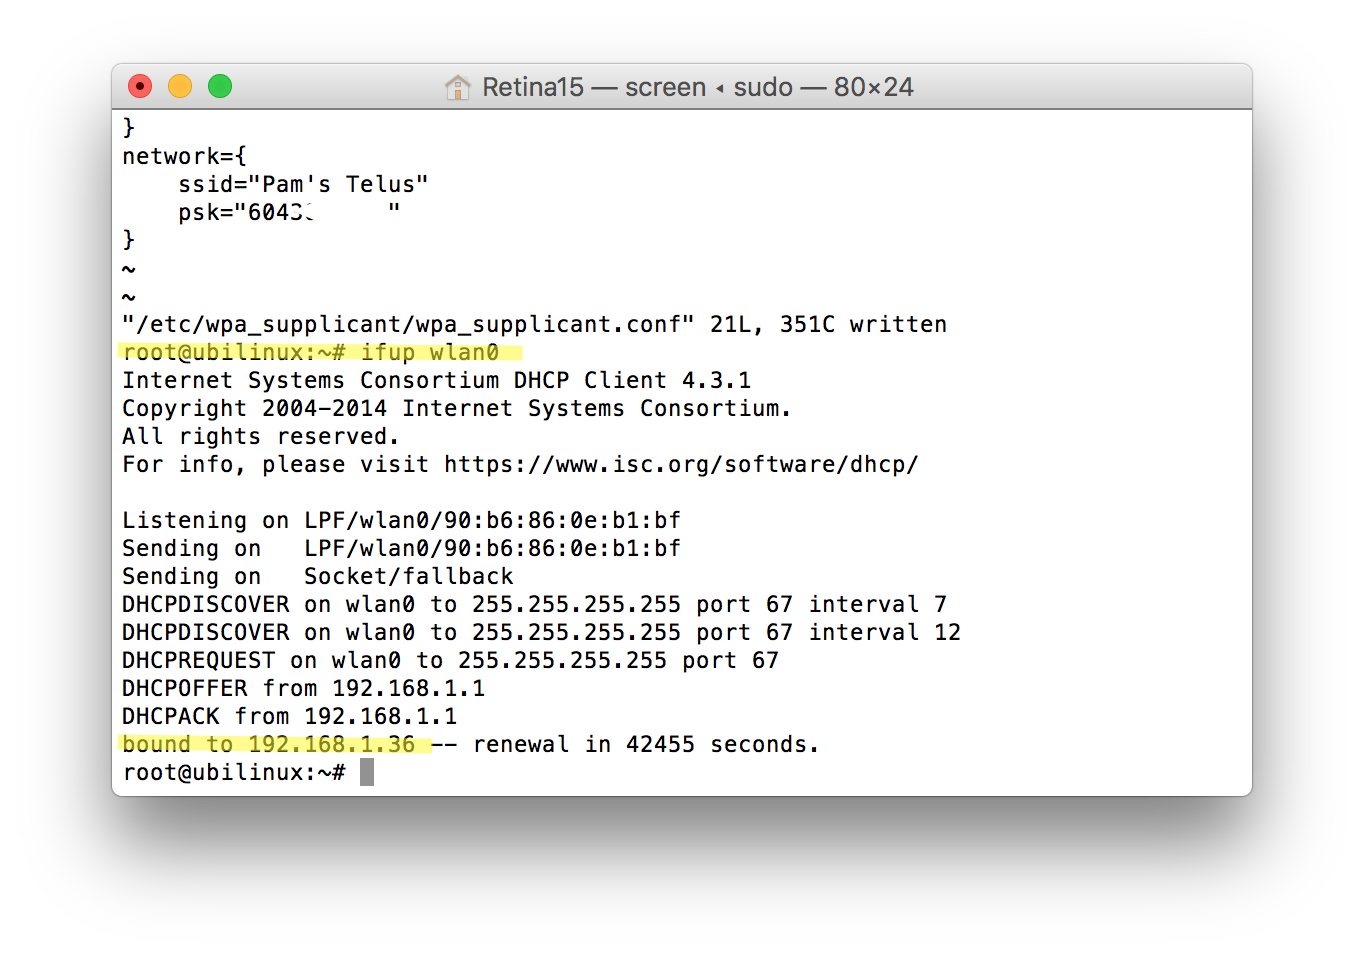 Retina15 — screen ◂ sudo — 80×24
}
network={
    ssid="Pam's Telus"
    psk="6043        "
}
~
~
"/etc/wpa_supplicant/wpa_supplicant.conf" 21L, 351C written
root@ubilinux:~# ifup wlan0
Internet Systems Consortium DHCP Client 4.3.1
Copyright 2004-2014 Internet Systems Consortium.
All rights reserved.
For info, please visit https://www.isc.org/software/dhcp/

Listening on LPF/wlan0/90:b6:86:0e:b1:bf
Sending on   LPF/wlan0/90:b6:86:0e:b1:bf
Sending on   Socket/fallback
DHCPDISCOVER on wlan0 to 255.255.255.255 port 67 interval 7
DHCPDISCOVER on wlan0 to 255.255.255.255 port 67 interval 12
DHCPREQUEST on wlan0 to 255.255.255.255 port 67
DHCPOFFER from 192.168.1.1
DHCPACK from 192.168.1.1
bound to 192.168.1.36 -- renewal in 42455 seconds.
root@ubilinux:~#